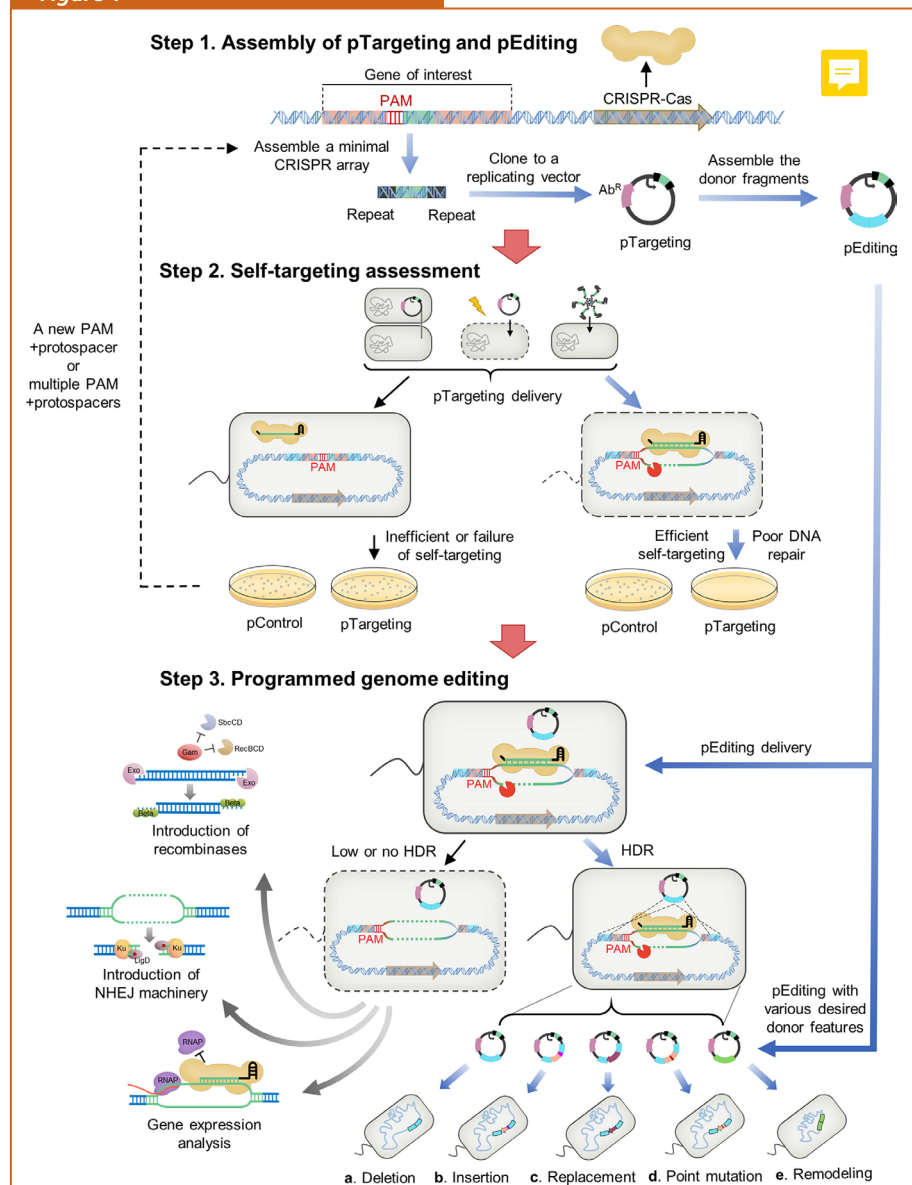 Step 1. Assembly of pTargeting and pEditing
Gene of interest
PAM
CRISPR-Cas
Assemble a minimal
CRISPR array
Clone to a
replicating vector
Assemble the
donor fragments
AbR
Repeat
Repeat
pTargeting
pEditing
Step 2. Self-targeting assessment
A new PAM
+protospacer
or
multiple PAM
+protospacers
pTargeting delivery
PAM
PAM
Inefficient or failure
of self-targeting
Efficient
self-targeting
Poor DNA
repair
pControl
pTargeting
pControl
pTargeting
Step 3. Programmed genome editing
SbcCD
Gam
RecBCD
Exo
Exo
Beta
Beta
Introduction of
recombinases
PAM
pEditing delivery
Low or no HDR
HDR
PAM
PAM
Ku
LigD
Ku
Introduction of
NHEJ machinery
pEditing with
various desired
donor features
RNAP
RNAP
Gene expression
analysis
a. Deletion
b. Insertion
c. Replacement
d. Point mutation
e. Remodeling